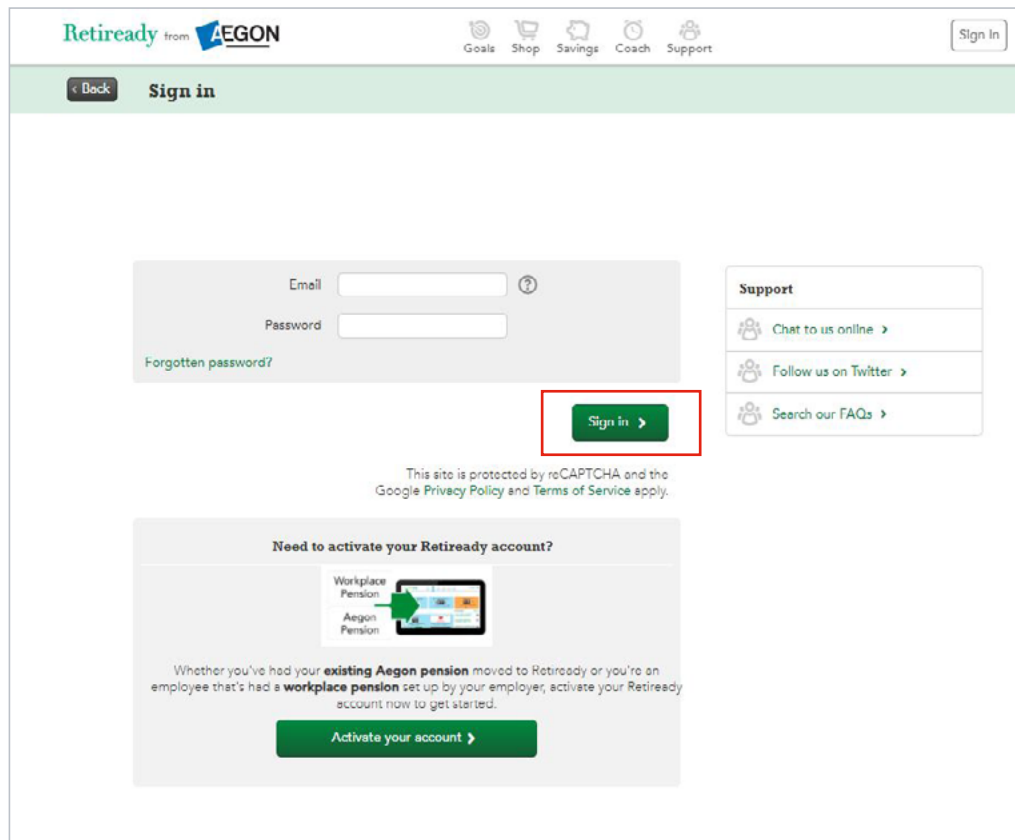 Retiready from AEGON
Goals Shop Savings Coach Support
Sign In
< Back
Sign in
Email
?
Password
Forgotten password?
Sign in >
This site is protected by reCAPTCHA and the
Google Privacy Policy and Terms of Service apply.
Support
Chat to us online >
Follow us on Twitter >
Search our FAQs >
Need to activate your Retiready account?
Workplace
Pension
Aegon
Pension
Whether you've had your existing Aegon pension moved to Retiready or you're an
employee that's had a workplace pension set up by your employer, activate your Retiready
account now to get started.
Activate your account >